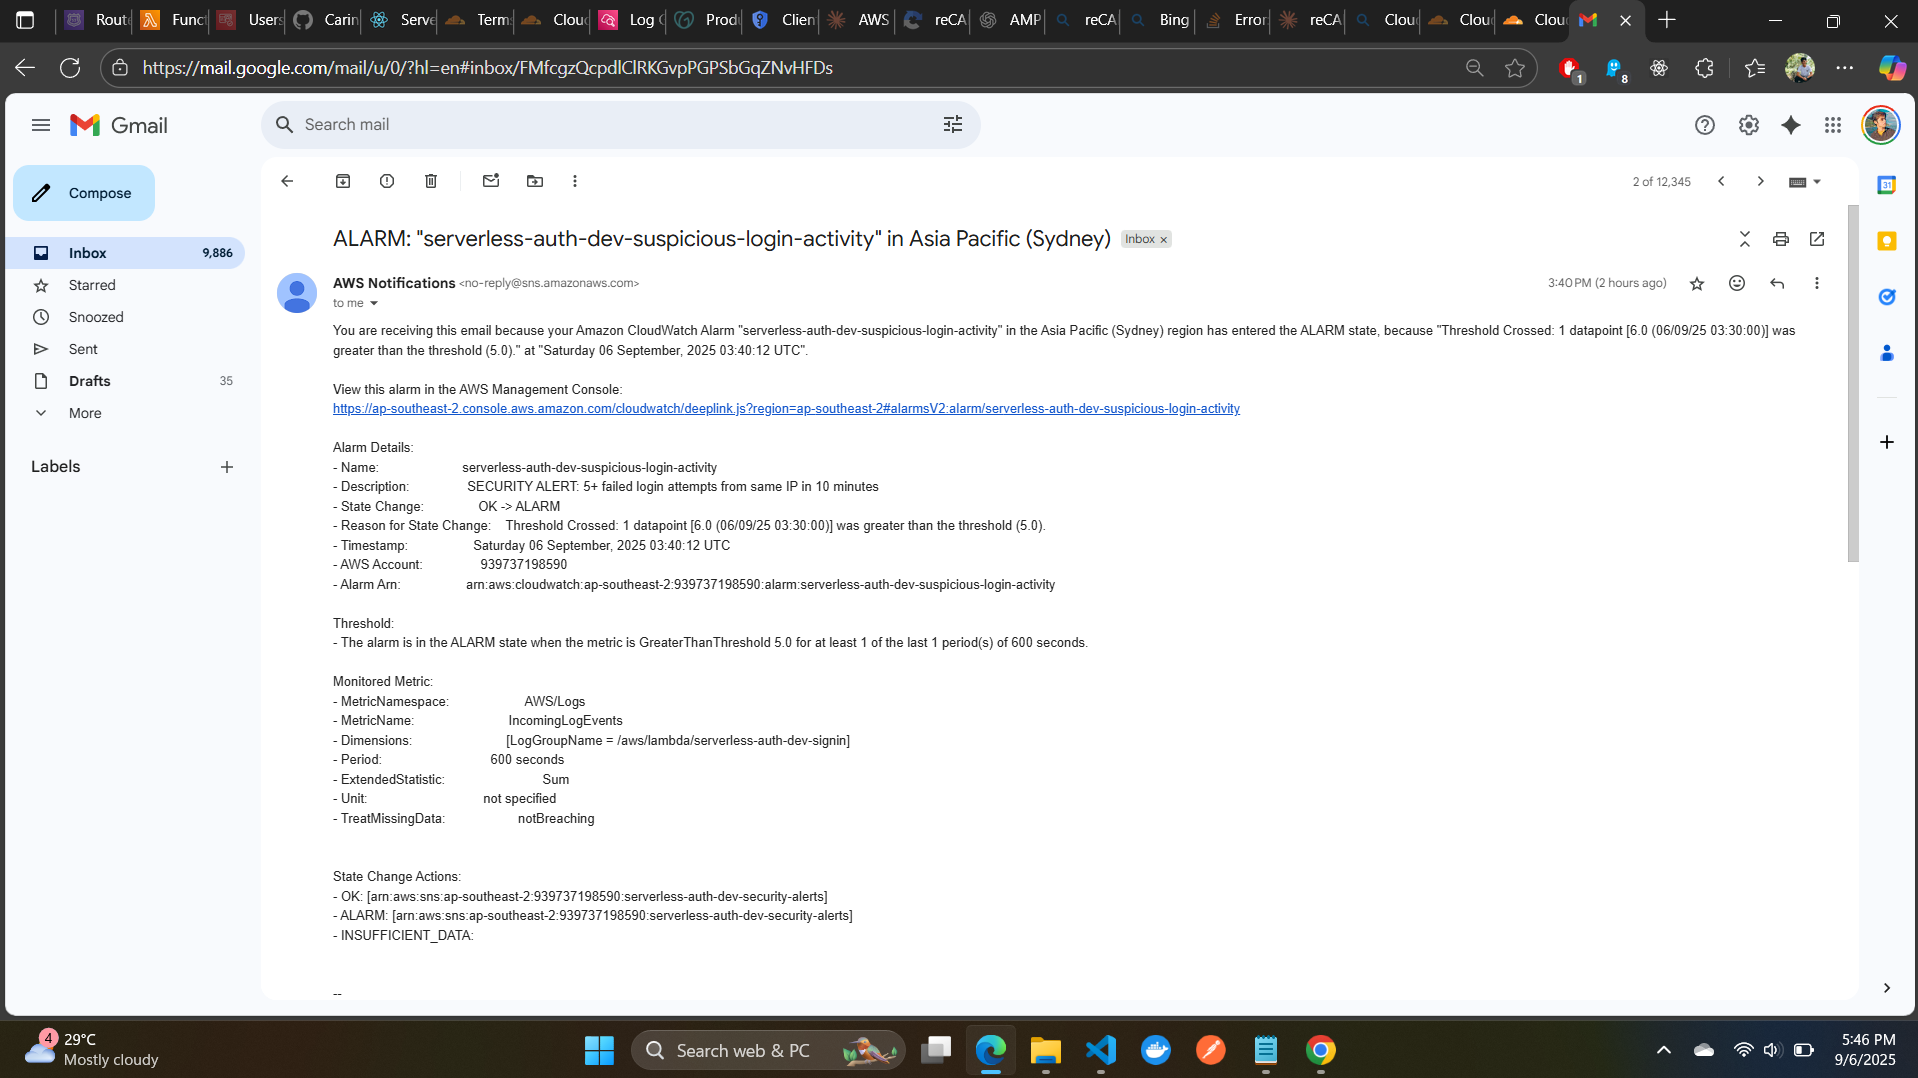 Rout
Funct
Users
Carin
Serve
Terms
Clou
Log G
Produ
Clien
AWS
reCA
AMP
reCA
Bing
Error:
reCA
Clou
Clou
Clou
https://mail.google.com/mail/u/0/?hl=en#inbox/FMfcgzQcpdlClRKGvpPGPSbGqZNvHFDs
1
8
Gmail
Search mail
Compose
2 of 12,345
Inbox 9,886
Starred
Snoozed
Sent
Drafts 35
More
Labels
31
ALARM: "serverless-auth-dev-suspicious-login-activity" in Asia Pacific (Sydney) Inbox x
AWS Notifications <no-reply@sns.amazonaws.com> 3:40 PM (2 hours ago)
to me
You are receiving this email because your Amazon CloudWatch Alarm "serverless-auth-dev-suspicious-login-activity" in the Asia Pacific (Sydney) region has entered the ALARM state, because "Threshold Crossed: 1 datapoint [6.0 (06/09/25 03:30:00)] was
greater than the threshold (5.0)." at "Saturday 06 September, 2025 03:40:12 UTC".
View this alarm in the AWS Management Console:
https://ap-southeast-2.console.aws.amazon.com/cloudwatch/deeplink.js?region=ap-southeast-2#alarmsV2:alarm/serverless-auth-dev-suspicious-login-activity
Alarm Details:
- Name: serverless-auth-dev-suspicious-login-activity
- Description: SECURITY ALERT: 5+ failed login attempts from same IP in 10 minutes
- State Change: OK -> ALARM
- Reason for State Change: Threshold Crossed: 1 datapoint [6.0 (06/09/25 03:30:00)] was greater than the threshold (5.0).
- Timestamp: Saturday 06 September, 2025 03:40:12 UTC
- AWS Account: 939737198590
- Alarm Arn: arn:aws:cloudwatch:ap-southeast-2:939737198590:alarm:serverless-auth-dev-suspicious-login-activity
Threshold:
- The alarm is in the ALARM state when the metric is GreaterThanThreshold 5.0 for at least 1 of the last 1 period(s) of 600 seconds.
Monitored Metric:
- MetricNamespace: AWS/Logs
- MetricName: IncomingLogEvents
- Dimensions: [LogGroupName = /aws/lambda/serverless-auth-dev-signin]
- Period: 600 seconds
- ExtendedStatistic: Sum
- Unit: not specified
- TreatMissingData: notBreaching
State Change Actions:
- OK: [arn:aws:sns:ap-southeast-2:939737198590:serverless-auth-dev-security-alerts]
- ALARM: [arn:aws:sns:ap-southeast-2:939737198590:serverless-auth-dev-security-alerts]
- INSUFFICIENT_DATA:
--
4
29°C
Mostly cloudy
Search web & PC
5:46 PM
9/6/2025